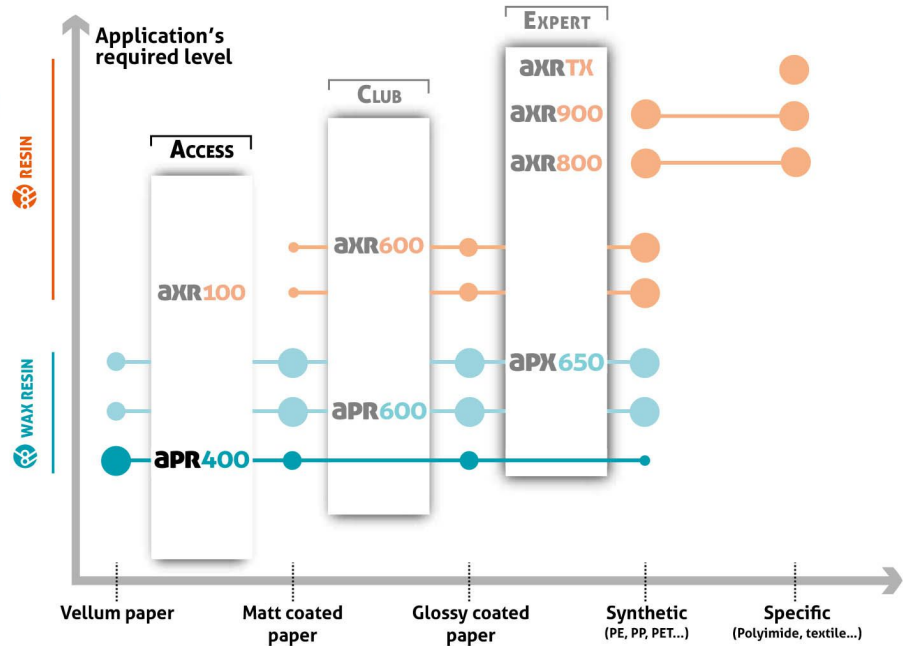 Application's
required level
EXPERT
CLUB
ACCESS
RESIN
WAX RESIN
aXRTX
aXR900
aXR800
aXR600
aXR100
aPX650
aPR600
aPR400
Vellum paper
Matt coated
paper
Glossy coated
paper
Synthetic
(PE, PP, PET...)
Specific
(Polyimide, textile...)